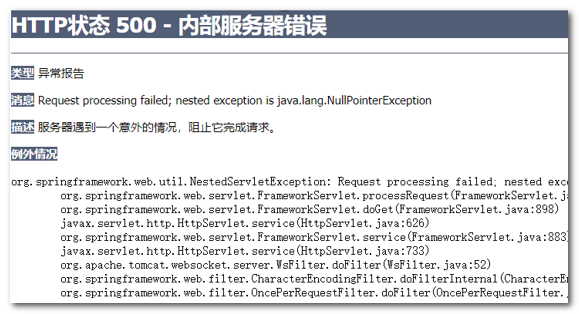 HTTP状态 500 - 内部服务器错误
类型 异常报告
消息 Request processing failed; nested exception is java.lang.NullPointerException
描述 服务器遇到一个意外的情况，阻止它完成请求。
例外情况
org.springframework.web.util.NestedServletException: Request processing failed; nested
org.springframework.web.servlet.FrameworkServlet.processRequest(FrameworkServlet.
org.springframework.web.servlet.FrameworkServlet.doGet(FrameworkServlet.java:898)
javax.servlet.http.HttpServlet.service(HttpServlet.java:626)
org.springframework.web.servlet.FrameworkServlet.service(FrameworkServlet.java:883)
javax.servlet.http.HttpServlet.service(HttpServlet.java:733)
org.apache.tomcat.websocket.server.WsFilter.doFilter(WsFilter.java:52)
org.springframework.web.filter.CharacterEncodingFilter.doFilterInternal(CharacterEn
org.springframework.web.filter.OncePerRequestFilter.doFilter(OncePerRequestFilter.j